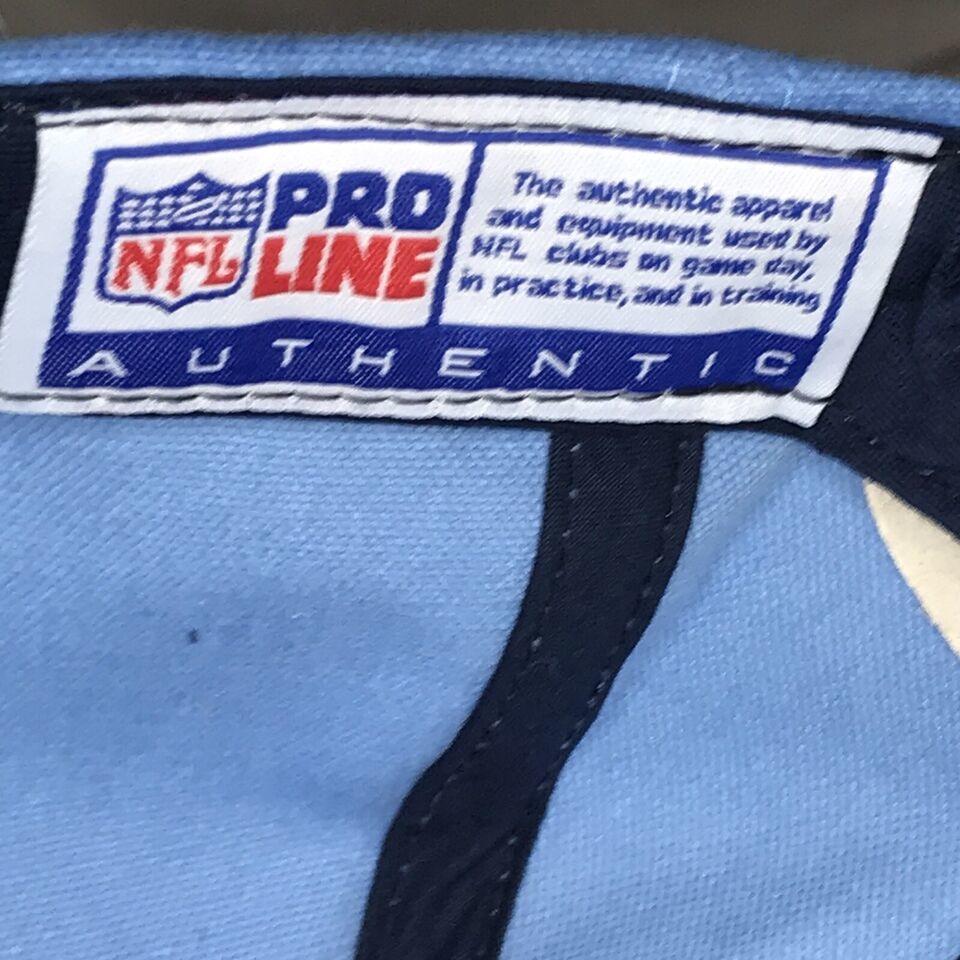 NFL
PRO
LINE
The authentic apparel
and equipment used by
NFL clubs on game day,
in practice, and in training
AUTHENTIC